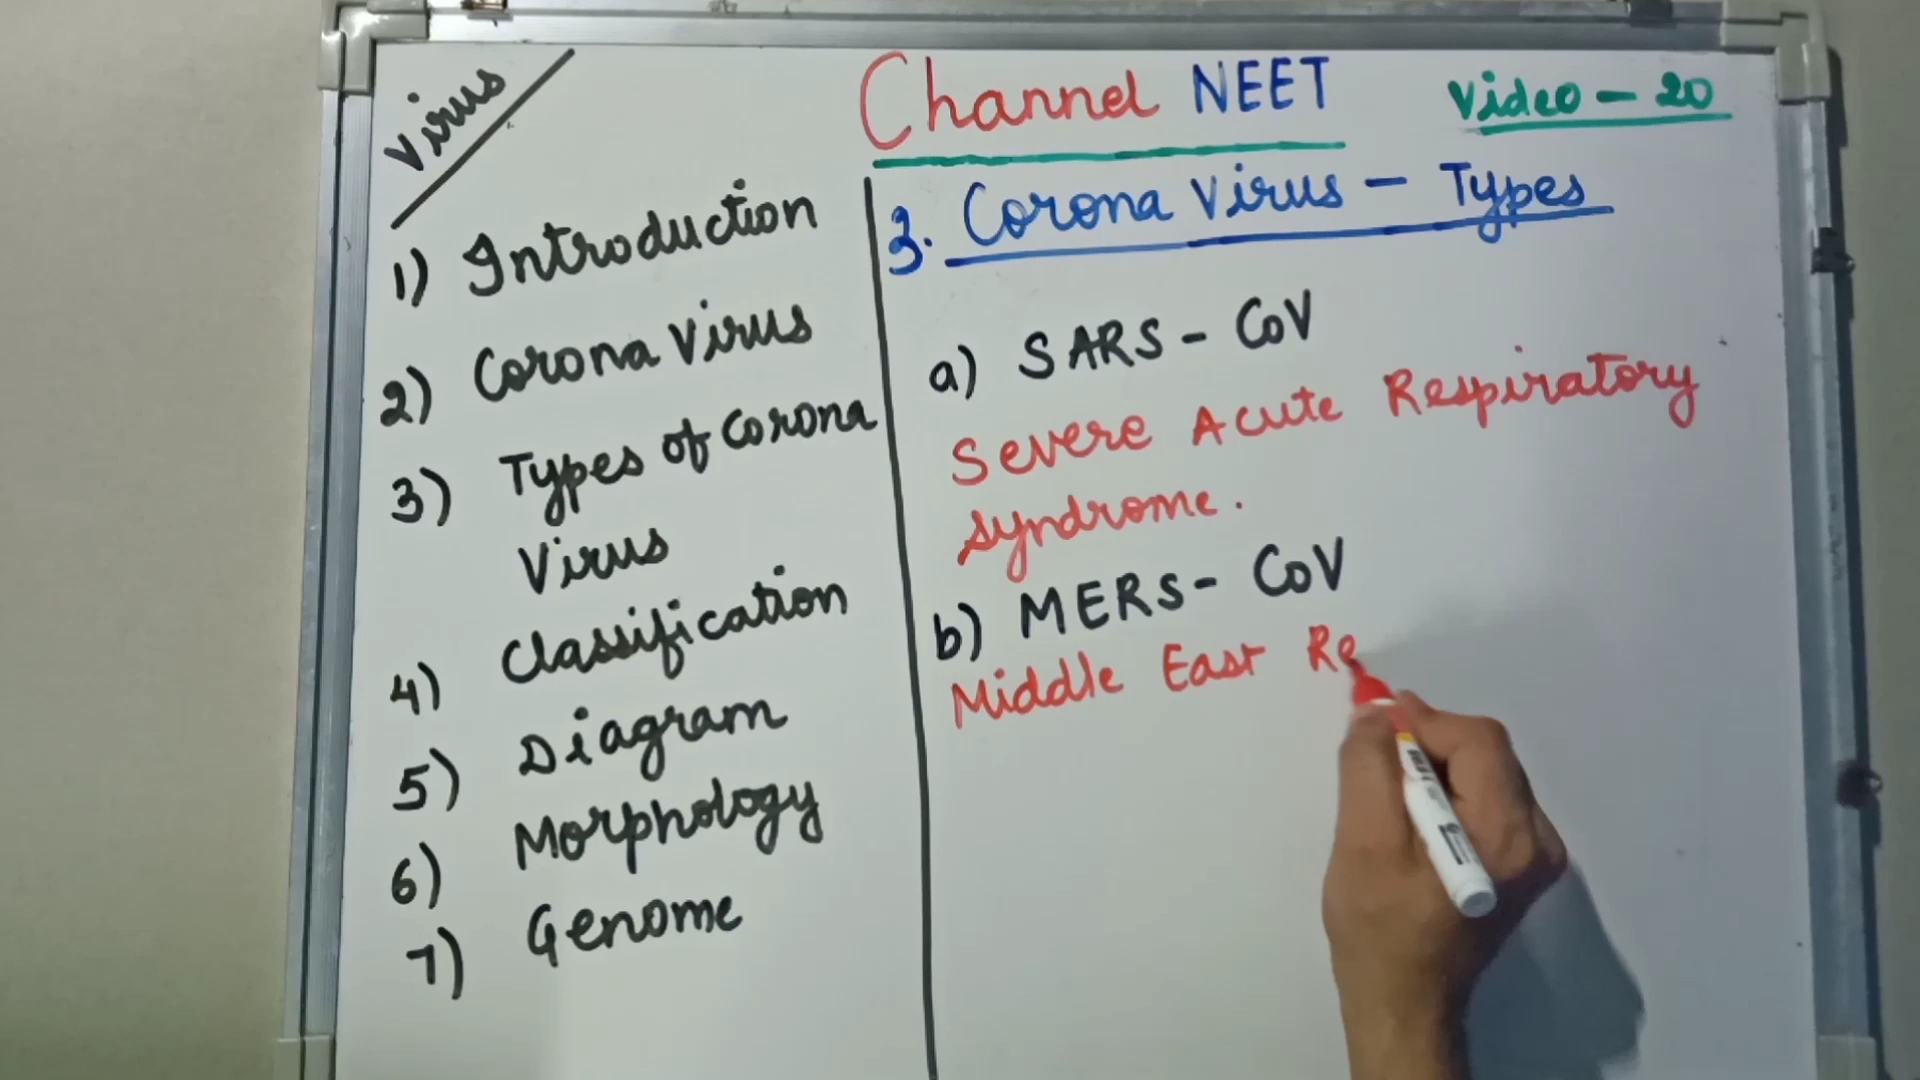 Virus
Channel NEET
Video - 20
1) Introduction
2) Corona Virus
3) Types of Corona
Virus
4) Classification
5) Diagram
6) Morphology
7) Genome
3. Corona Virus - Types
a) SARS - CoV
Severe Acute Respiratory
syndrome.
b) MERS - CoV
Middle East Re